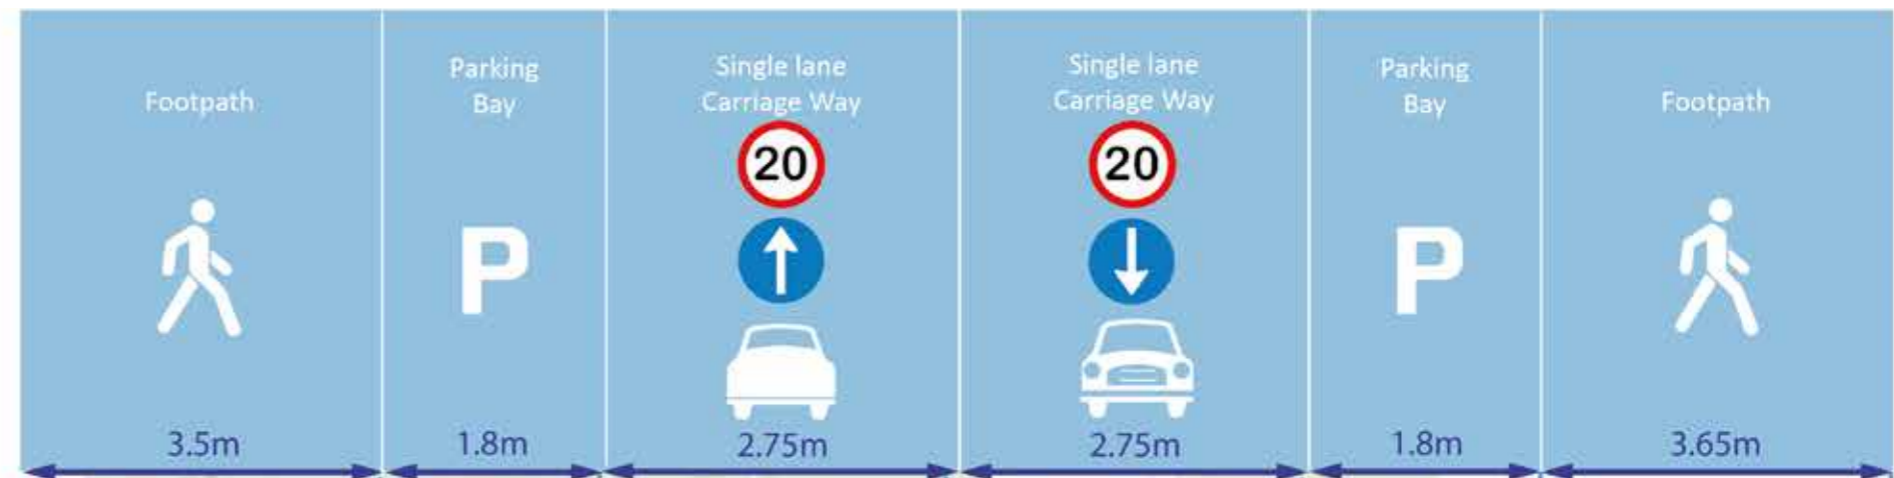 Footpath
Parking
Bay
Single lane
Carriage Way
20
Single lane
Carriage Way
20
Parking
Bay
Footpath
P
P
3.5m
1.8m
2.75m
2.75m
1.8m
3.65m